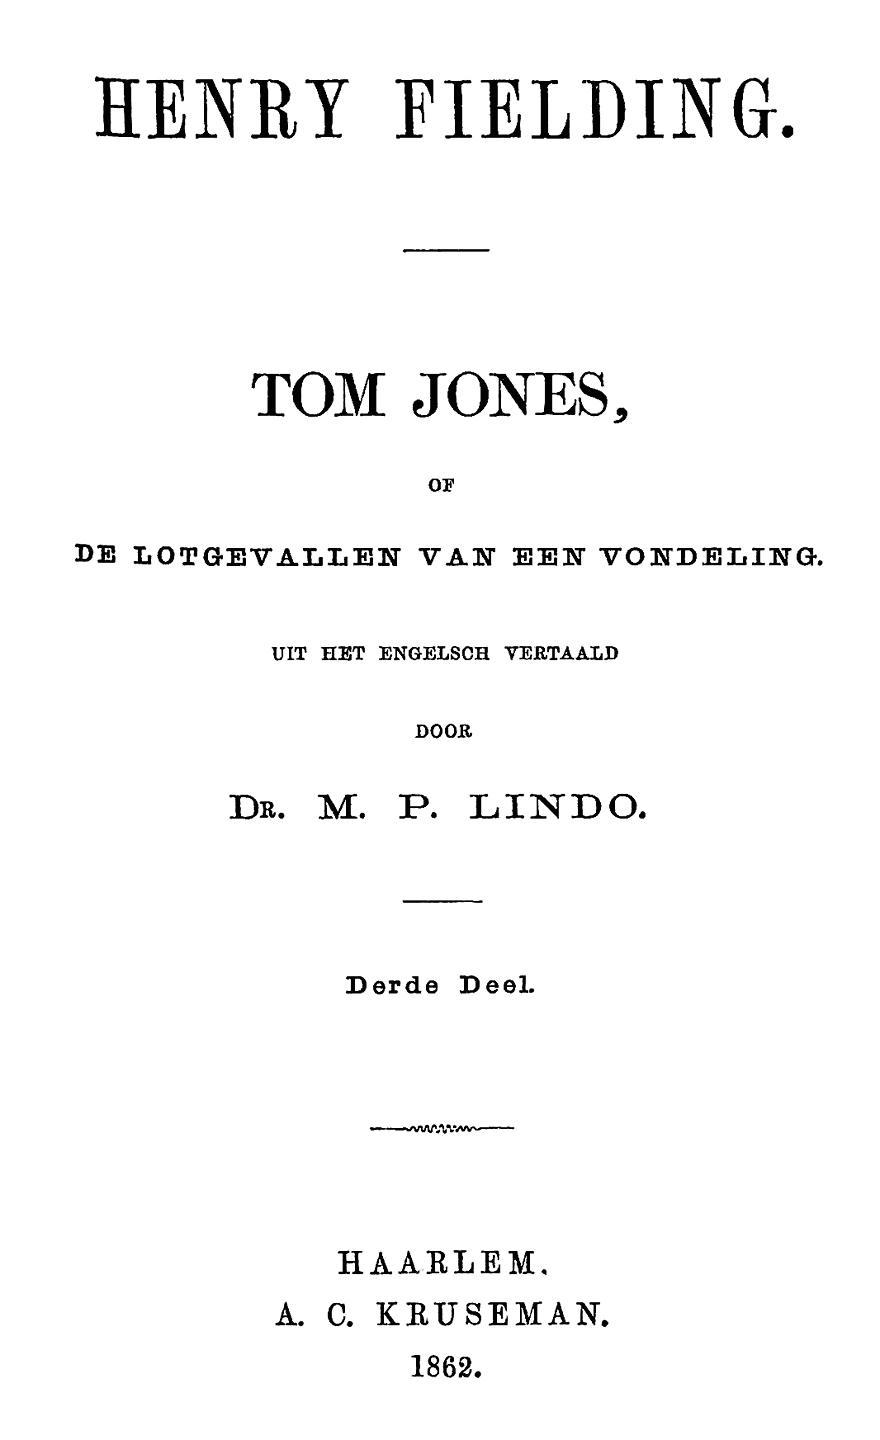 HENRY FIELDING.
TOM JONES,
OF
DE LOTGEVALLEN VAN EEN VONDELING.
UIT HET ENGELSCH VERTAALD
DOOR
DR. M. P. LINDO.
Derde Deel.
HAARLEM.
A. C. KRUSEMAN.
1862.